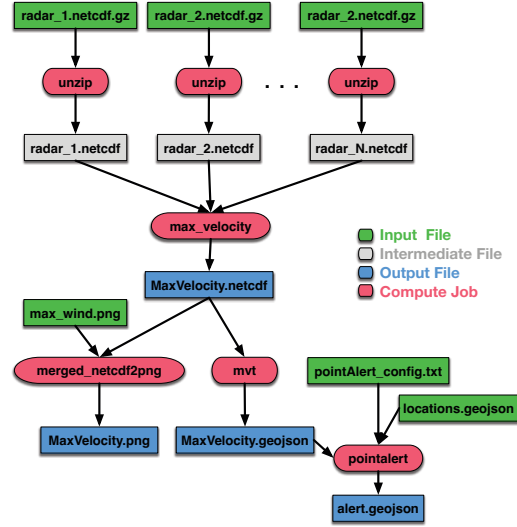 radar_1.netcdf.gz radar_2.netcdf.gz radar_2.netcdf.gz
unzip unzip . . . unzip
radar_1.netcdf radar_2.netcdf radar_N.netcdf
max_velocity
Input File
Intermediate File
Output File
Compute Job
MaxVelocity.netcdf
max_wind.png
merged_netcdf2png mvt pointAlert_config.txt
locations.geojson
MaxVelocity.png MaxVelocity.geojson
pointalert
alert.geojson